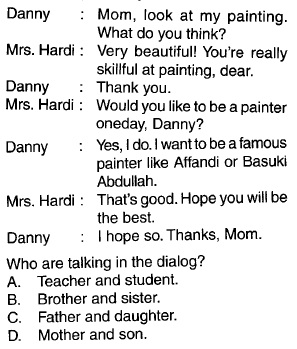 Danny : Mom, look at my painting.
What do you think?
Mrs. Hardi : Very beautiful! You're really
skillful at painting, dear.
Danny : Thank you.
Mrs. Hardi : Would you like to be a painter
oneday, Danny?
Danny : Yes, I do. I want to be a famous
painter like Affandi or Basuki
Abdullah.
Mrs. Hardi : That's good. Hope you will be
the best.
Danny : I hope so. Thanks, Mom.
Who are talking in the dialog?
A. Teacher and student.
B. Brother and sister.
C. Father and daughter.
D. Mother and son.